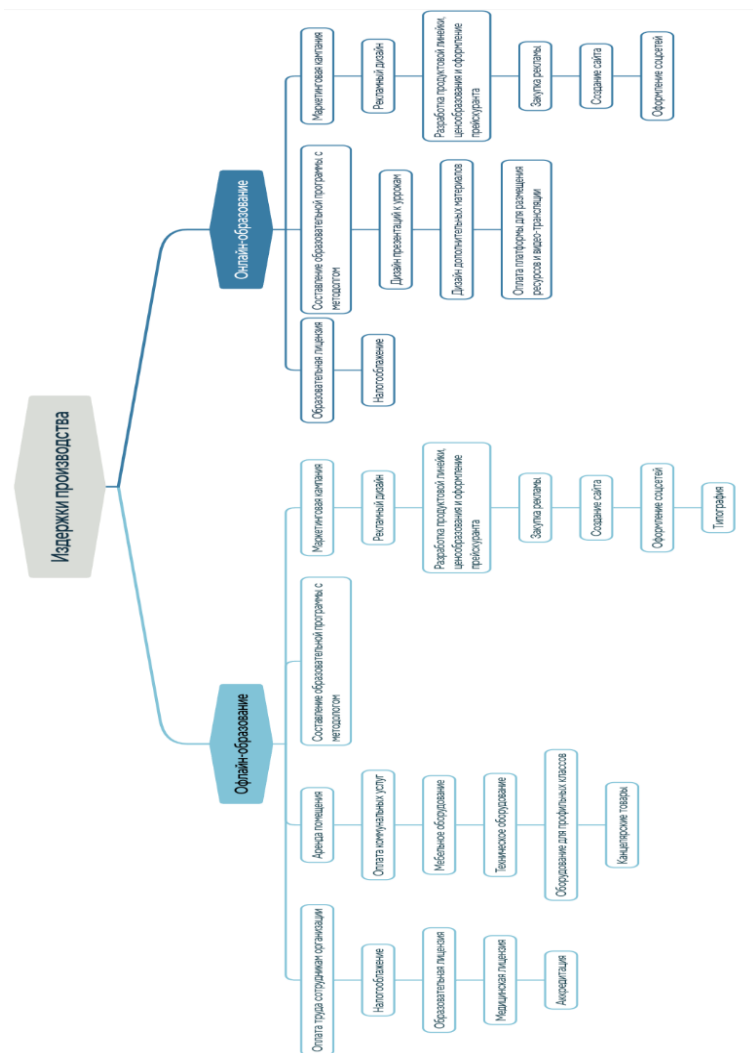 Издержки производства
Офлайн-образование
Оплата труда сотрудникам организации
Налогообложение
Образовательная лицензия
Медицинская лицензия
Аккредитация
Аренда помещения
Оплата коммунальных услуг
Мебельное оборудование
Техническое оборудование
Оборудование для профильных классов
Канцелярские товары
Составление образовательной программы с
методологом
Маркетинговая кампания
Рекламный дизайн
Разработка продуктовой линейки,
ценообразования и оформление
прейскуранта
Закупка рекламы
Создание сайта
Оформление соцсетей
Типография
Онлайн-образование
Образовательная лицензия
Налогооблажение
Составление образовательной программы с
методолгом
Дизайн презентаций к уррокам
Дизайн дополнительных материалов
Оплата платформы для размещения
ресурсов и видео-трансляции
Маркетинговая кампания
Рекламный дизайн
Разработка продуктовой линейки,
ценообразования и оформление
прейскуранта
Закупка рекламы
Создание сайта
Оформление соцсетей